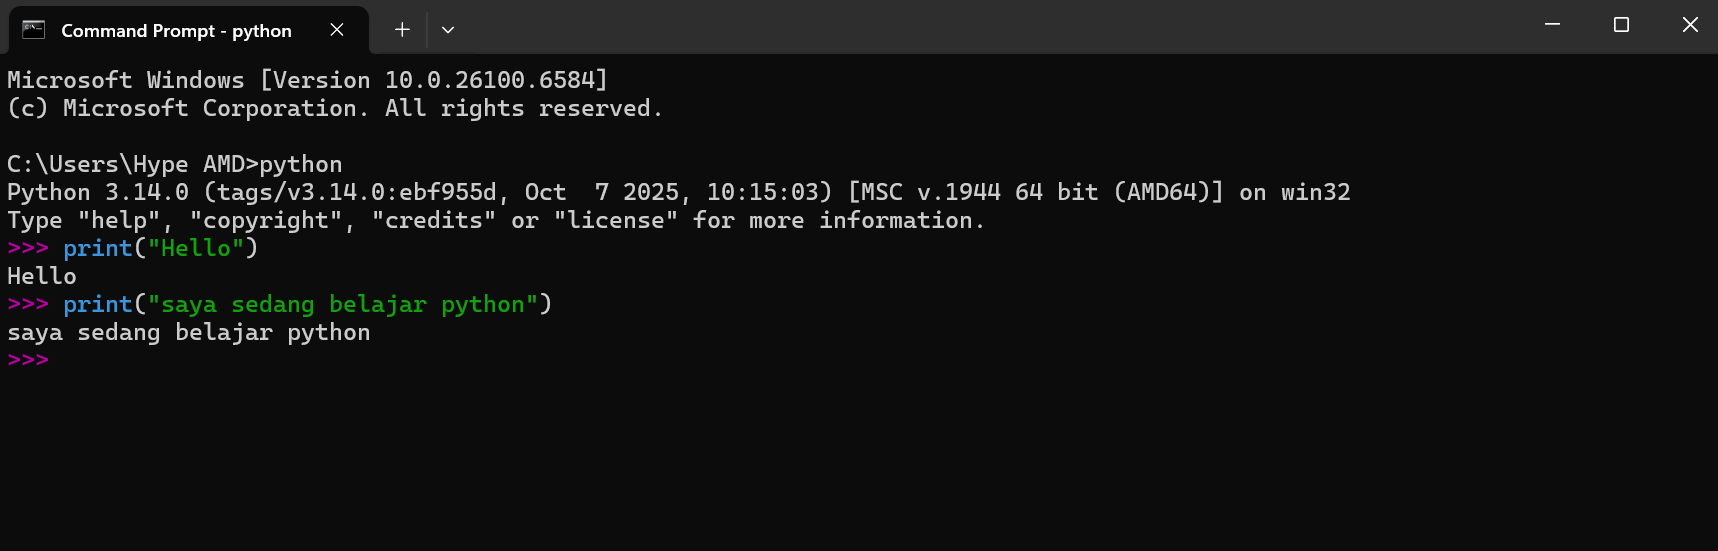 Command Prompt - python
Microsoft Windows [Version 10.0.26100.6584]
(c) Microsoft Corporation. All rights reserved.
C:\Users\Hype AMD>python
Python 3.14.0 (tags/v3.14.0:ebf955d, Oct  7 2025, 10:15:03) [MSC v.1944 64 bit (AMD64)] on win32
Type "help", "copyright", "credits" or "license" for more information.
>>> print("Hello")
Hello
>>> print("saya sedang belajar python")
saya sedang belajar python
>>>